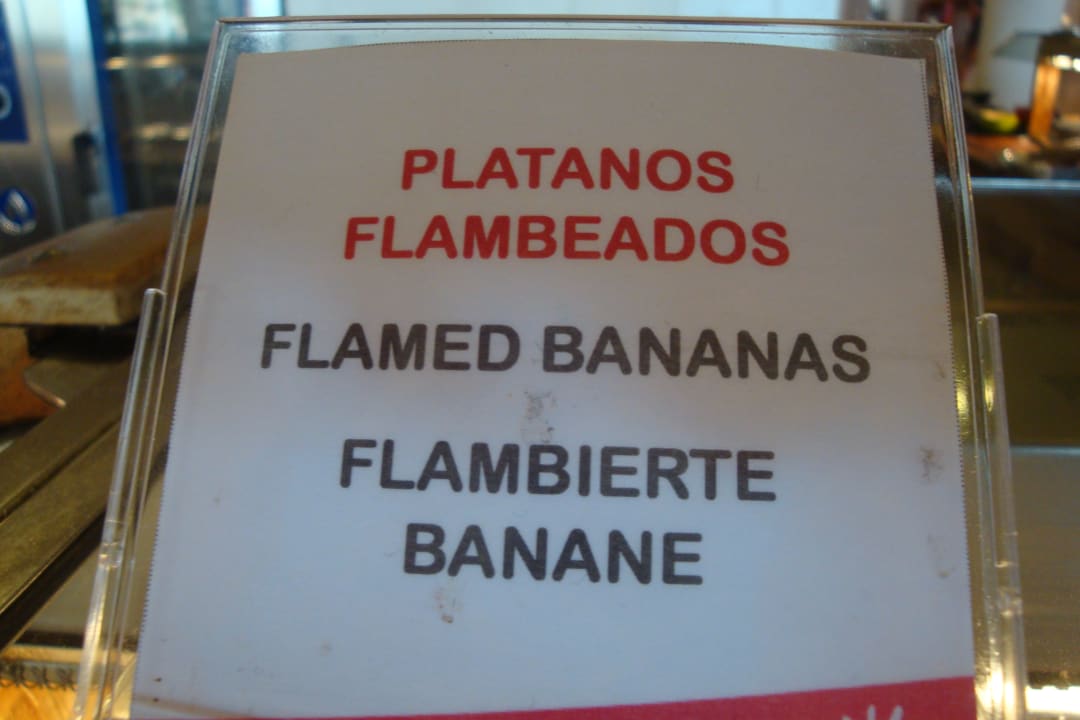 PLATANOS
FLAMBEADOS
FLAMED BANANAS
FLAMBIERTE
BANANE